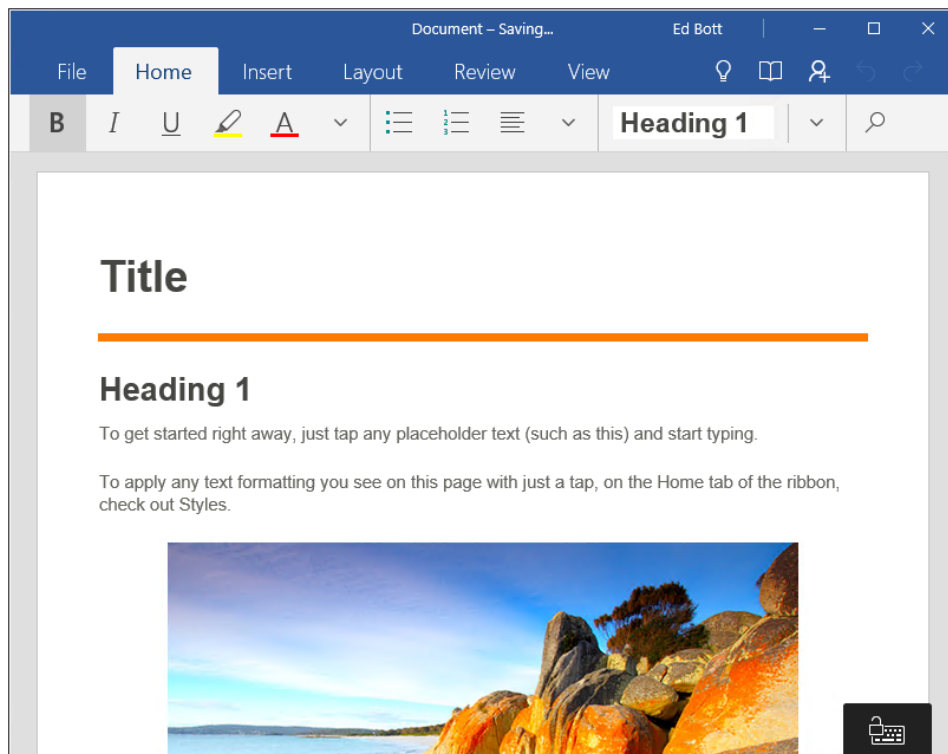 Document – Saving...
Ed Bott
File Home Insert Layout Review View
B I U A Heading 1
Title
Heading 1
To get started right away, just tap any placeholder text (such as this) and start typing.
To apply any text formatting you see on this page with just a tap, on the Home tab of the ribbon,
check out Styles.